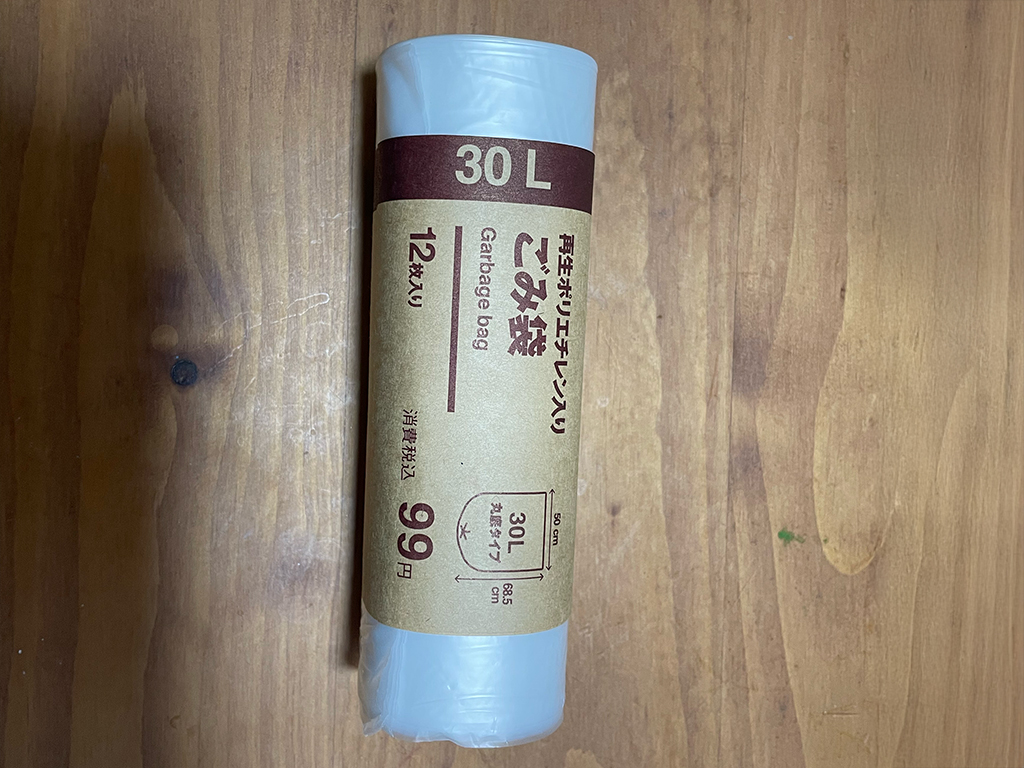 30 L
再生ポリエチレン入り
ごみ袋
Garbage bag
12枚入り
消費税込 99円
50 cm
30L
丸底タイプ
68.5
cm